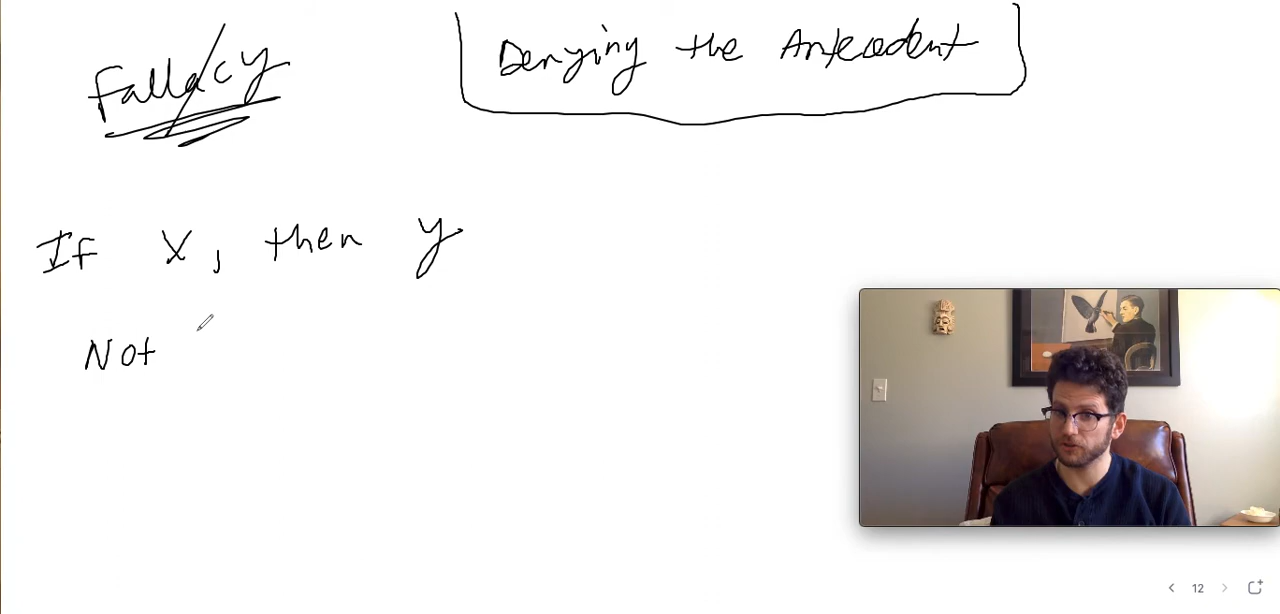 Fallacy
Denying the Antecedent
If x, then y
Not
12